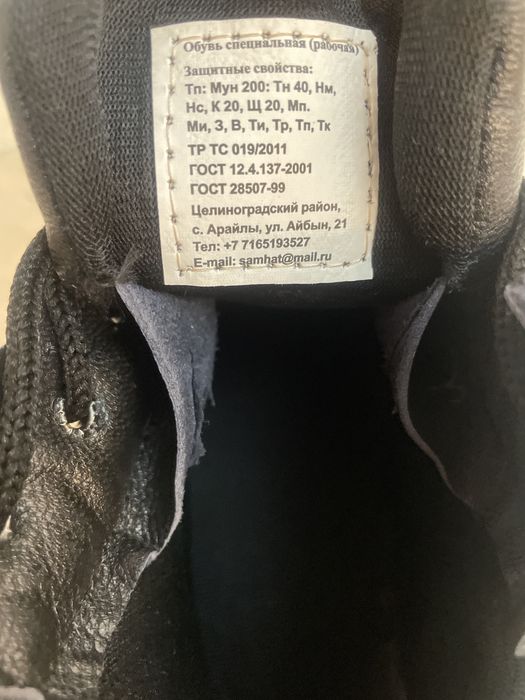 Обувь специальная (рабочая)
Защитные свойства:
Тп: Мун 200: Тн 40, Нм,
Нс, К 20, Щ 20, Мп.
Ми, З, В, Ти, Тр, Тп, Тк
ТР ТС 019/2011
ГОСТ 12.4.137-2001
ГОСТ 28507-99
Целиноградский район,
с. Арайлы, ул. Айбын, 21
Тел: +7 7165193527
E-mail: samhat@mail.ru